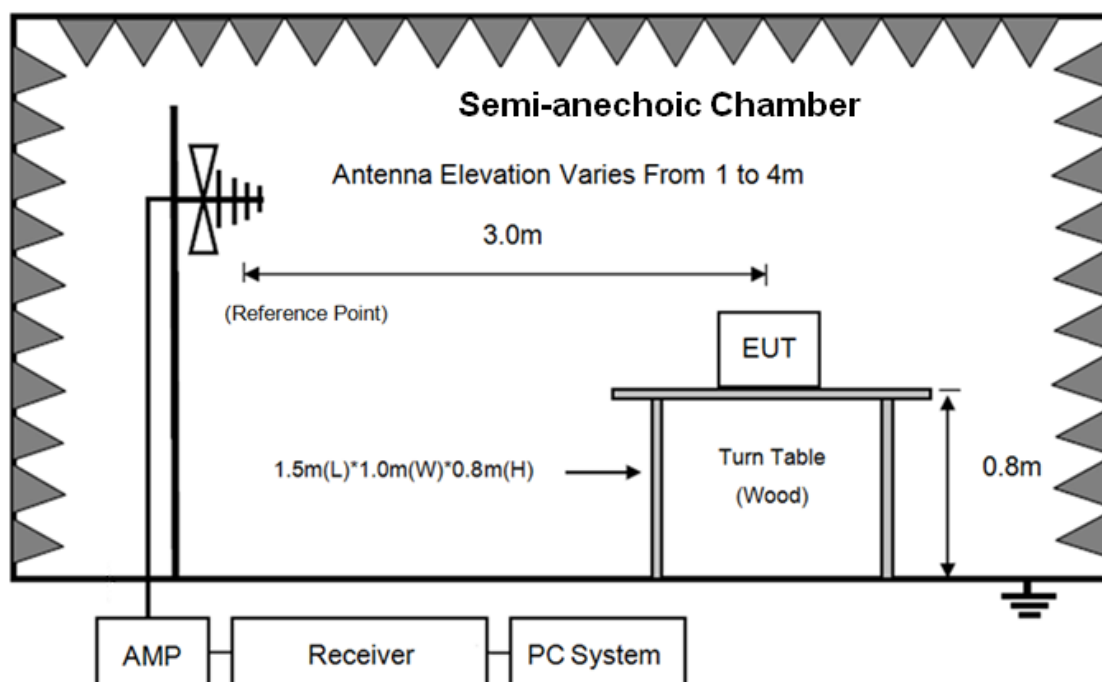 Semi-anechoic Chamber
Antenna Elevation Varies From 1 to 4m
3.0m
(Reference Point)
EUT
1.5m(L)*1.0m(W)*0.8m(H)
Turn Table
(Wood)
0.8m
AMP
Receiver
PC System